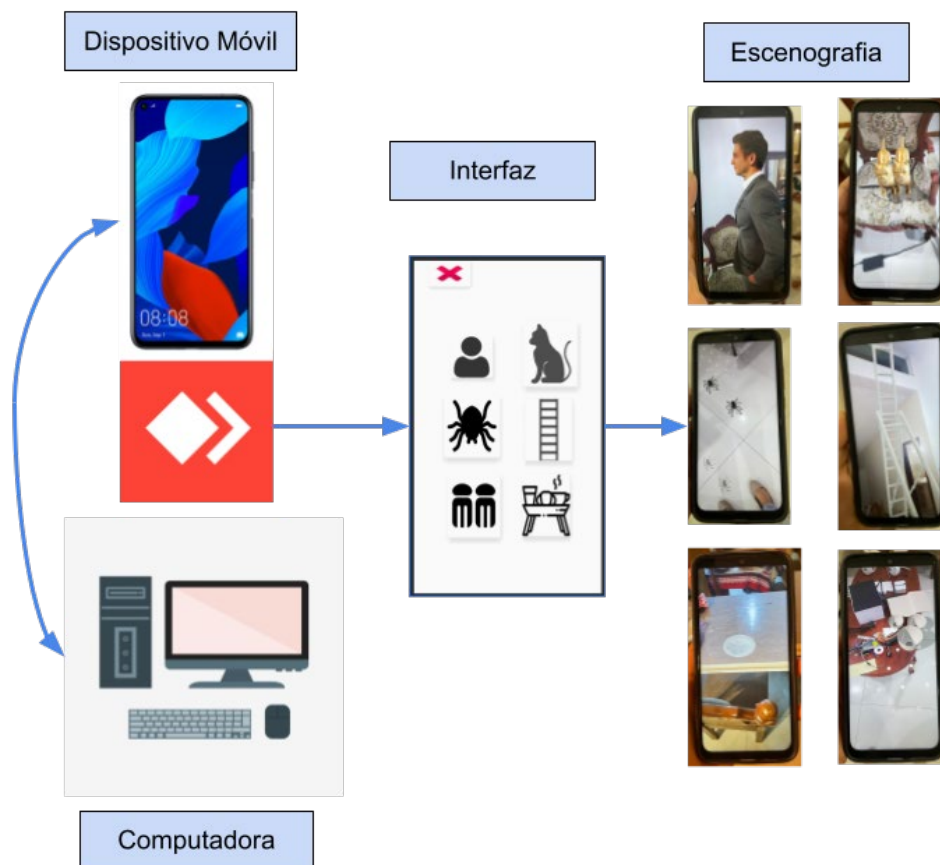 Dispositivo Móvil
Escenografia
Interfaz
08:08
Computadora